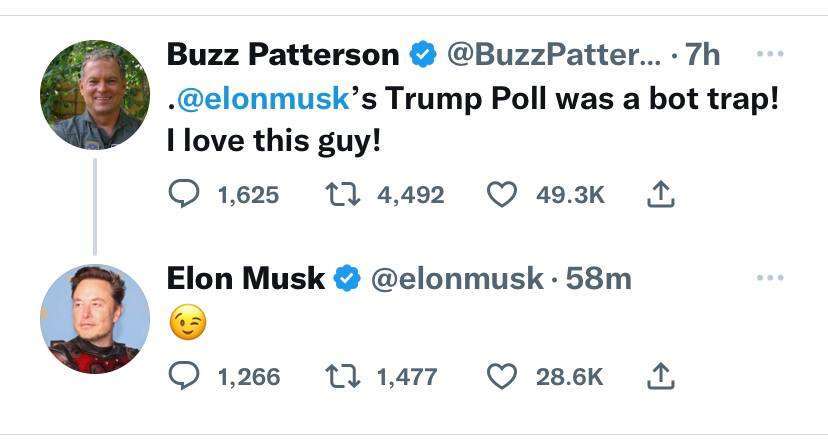 Buzz Patterson @BuzzPatter... · 7h
.@elonmusk’s Trump Poll was a bot trap!
I love this guy!
1,625 4,492 49.3K
Elon Musk @elonmusk · 58m
😉
1,266 1,477 28.6K